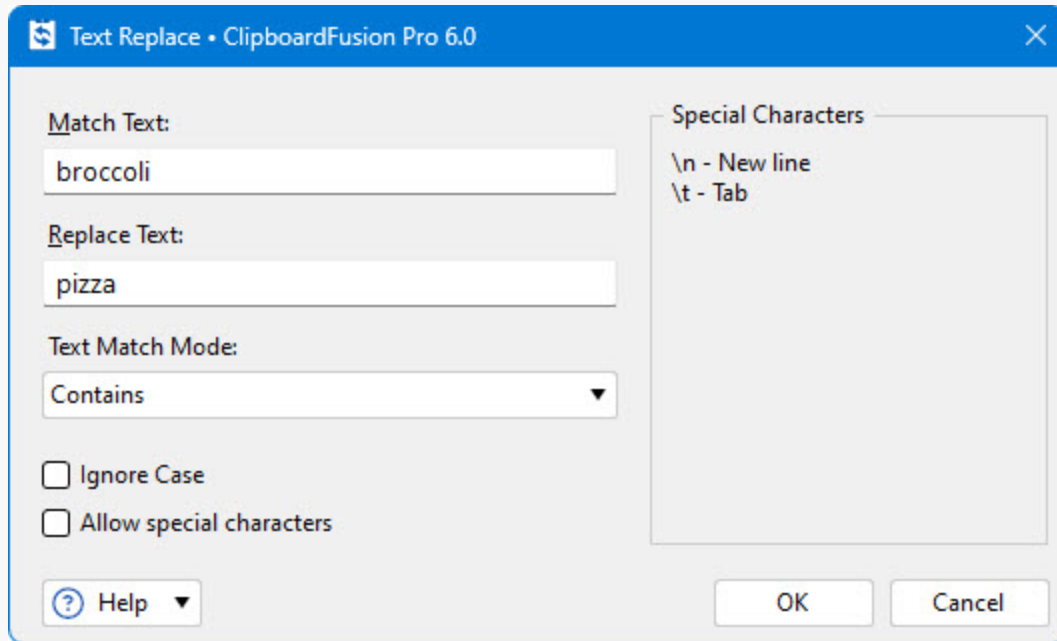 Text Replace • ClipboardFusion Pro 6.0
Match Text:
broccoli
Replace Text:
pizza
Text Match Mode:
Contains
Ignore Case
Allow special characters
Special Characters
\n - New line
\t - Tab
? Help
OK
Cancel